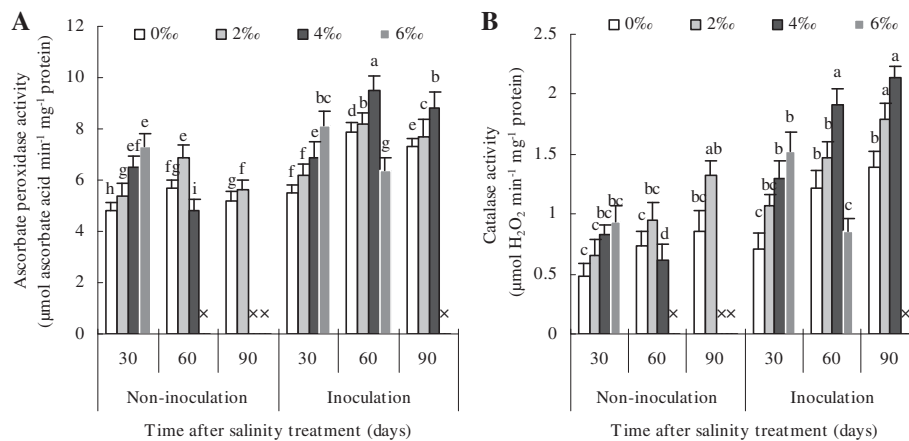 A
0‰ 2‰ 4‰ 6‰
Ascorbate peroxidase activity
(μmol ascorbate acid min⁻¹ mg⁻¹ protein)
12
10
8
6
4
2
0
h g ef e
fg e i ×
g f × ×
f f e bc
d b a g
e c b ×
30 60 90 30 60 90
Non-inoculation Inoculation
Time after salinity treatment (days)
B
0‰ 2‰ 4‰ 6‰
Catalase activity
(μmol H₂O₂ min⁻¹ mg⁻¹ protein)
2.5
2
1.5
1
0.5
0
c c bc bc
c bc d ×
bc ab × ×
c bc b b
b b a c
b a a ×
30 60 90 30 60 90
Non-inoculation Inoculation
Time after salinity treatment (days)